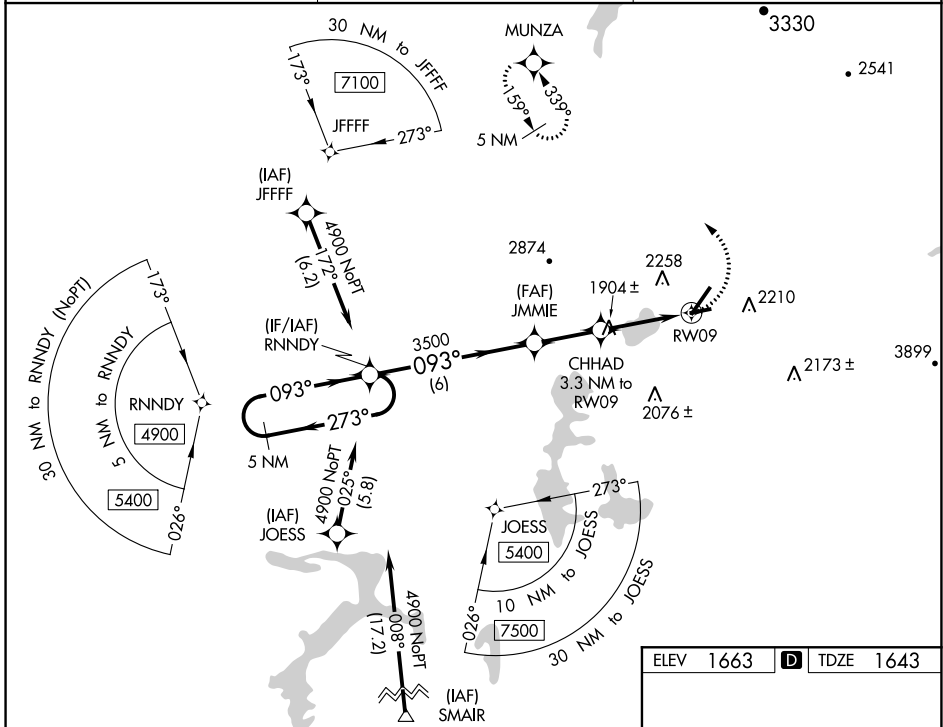 30 NM to JFFFF
173°
7100
JFFFF
273°
MUNZA
159°
339°
5 NM
3330
2541
(IAF)
JFFFF
4900 NoPT
172°
(6.2)
2874
(FAF)
JMMIE
1904 ±
2258
2210
RW09
(IF/IAF)
RNNDY
3500
093°
(6)
CHHAD
3.3 NM to
RW09
2173 ±
3899
2076 ±
30 NM to RNNDY (NoPT)
173°
5 NM to RNNDY
RNNDY
4900
5400
026°
093°
273°
5 NM
4900 NoPT
025°
(5.8)
(IAF)
JOESS
273°
JOESS
5400
10 NM to JOESS
7500
30 NM to JOESS
026°
4900 NoPT
008°
(17.2)
(IAF)
SMAIR
ELEV 1663 D TDZE 1643